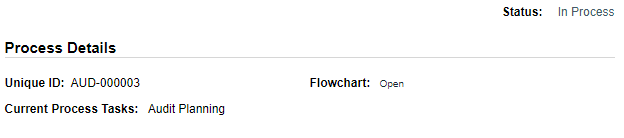 Status: In Process
Process Details
Unique ID: AUD-000003 Flowchart: Open
Current Process Tasks: Audit Planning